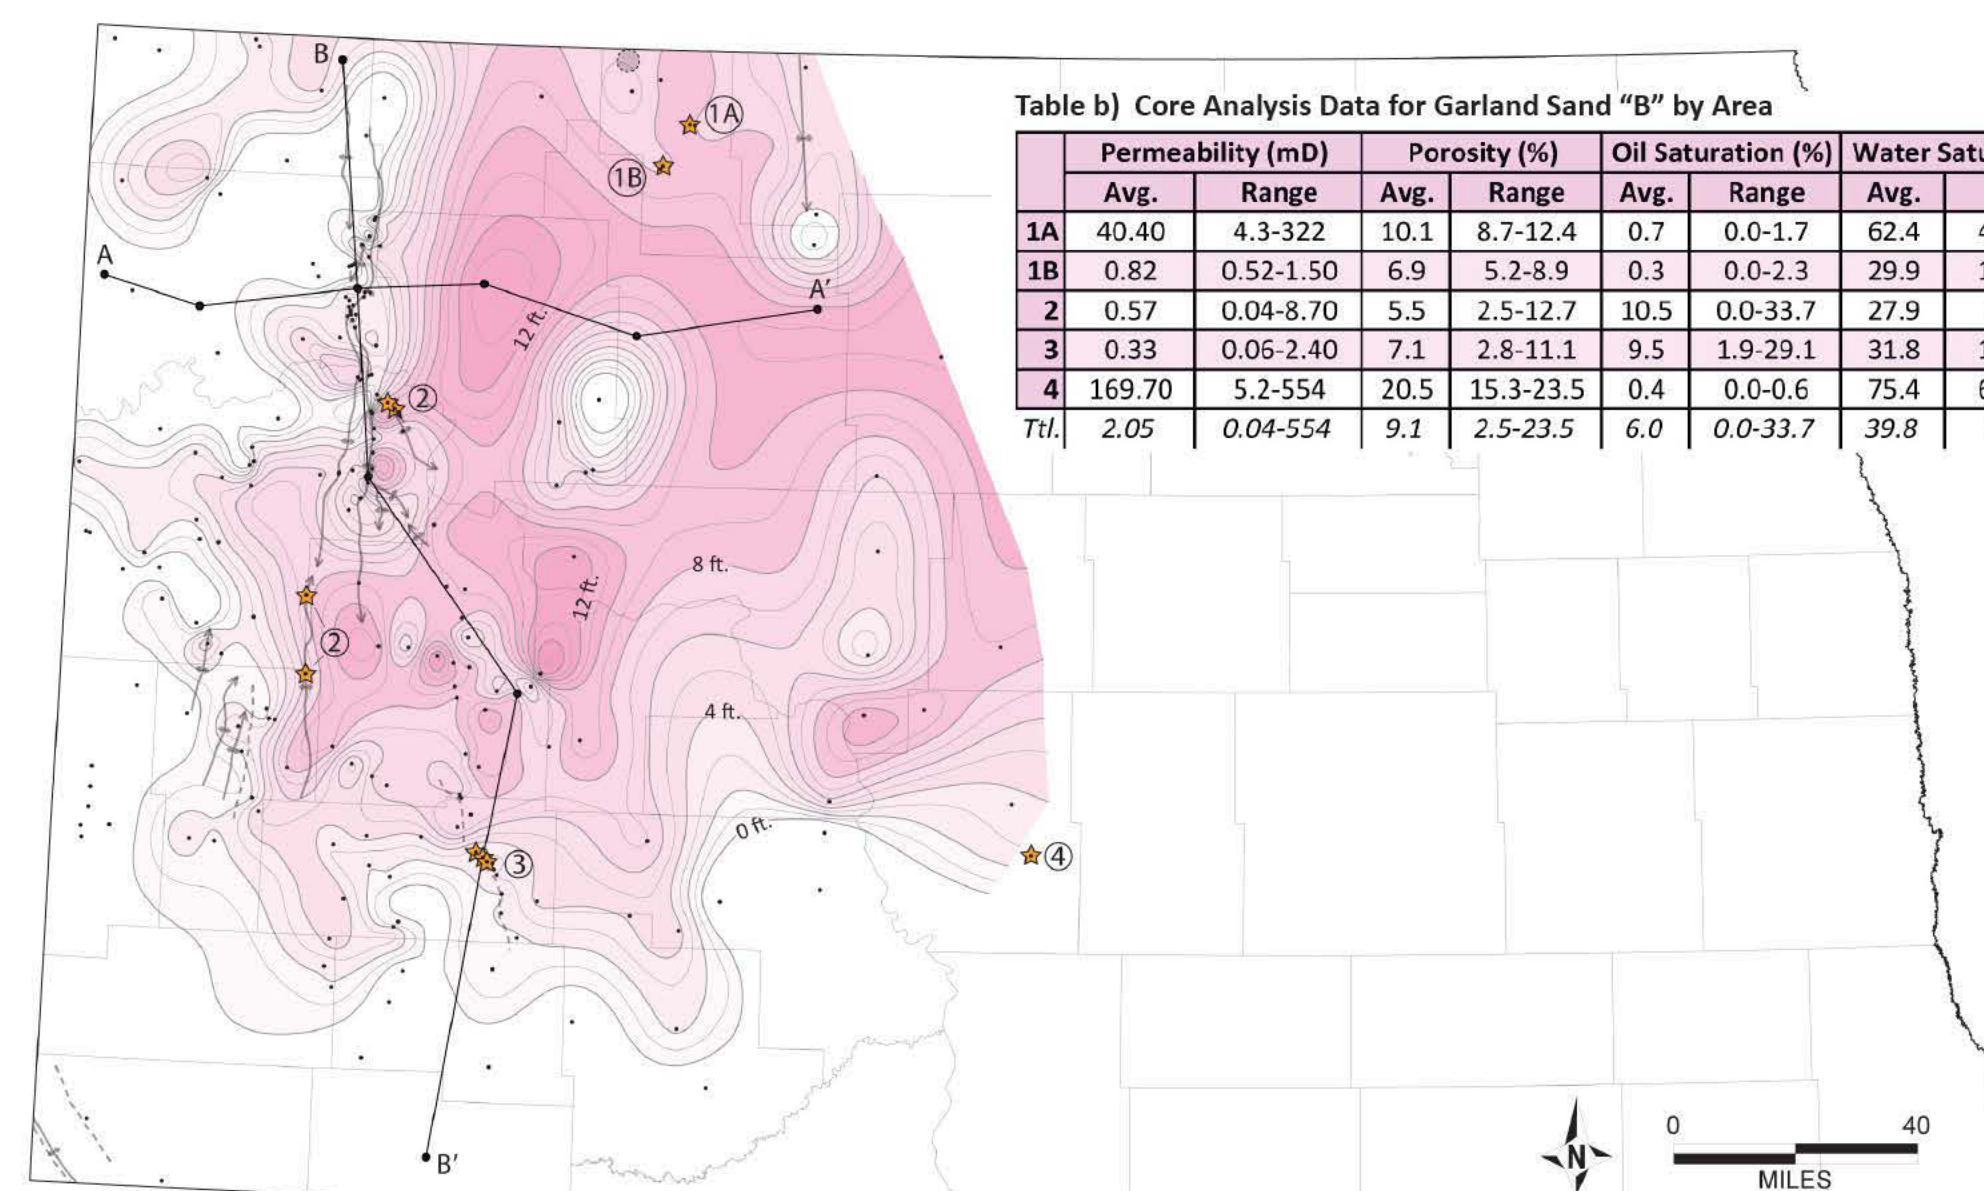 B
Table b)  Core Analysis Data for Garland Sand “B” by Area
1A
1B
Permeability (mD) Porosity (%) Oil Saturation (%) Water Satu
Avg. Range Avg. Range Avg. Range Avg.
1A 40.40 4.3-322 10.1 8.7-12.4 0.7 0.0-1.7 62.4 4
1B 0.82 0.52-1.50 6.9 5.2-8.9 0.3 0.0-2.3 29.9 1
2 0.57 0.04-8.70 5.5 2.5-12.7 10.5 0.0-33.7 27.9
3 0.33 0.06-2.40 7.1 2.8-11.1 9.5 1.9-29.1 31.8 1
4 169.70 5.2-554 20.5 15.3-23.5 0.4 0.0-0.6 75.4 6
Ttl. 2.05 0.04-554 9.1 2.5-23.5 6.0 0.0-33.7 39.8
A
A′
12 ft.
2
8 ft.
12 ft.
2
4 ft.
0 ft.
3
4
B′
N
0 40
MILES